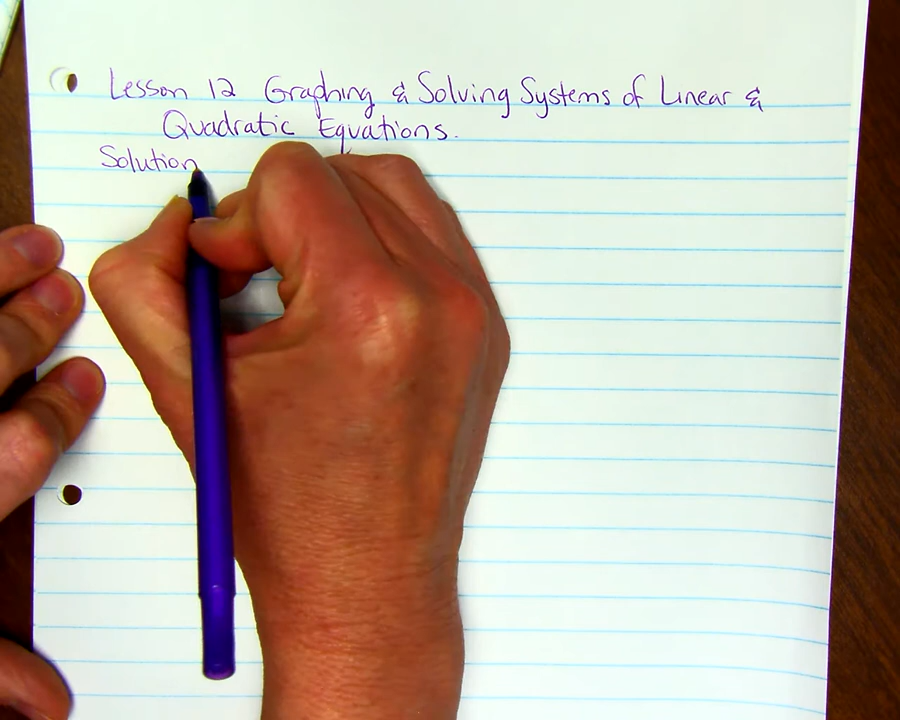 Lesson 12 Graphing & Solving Systems of Linear &
Quadratic Equations.
Solution